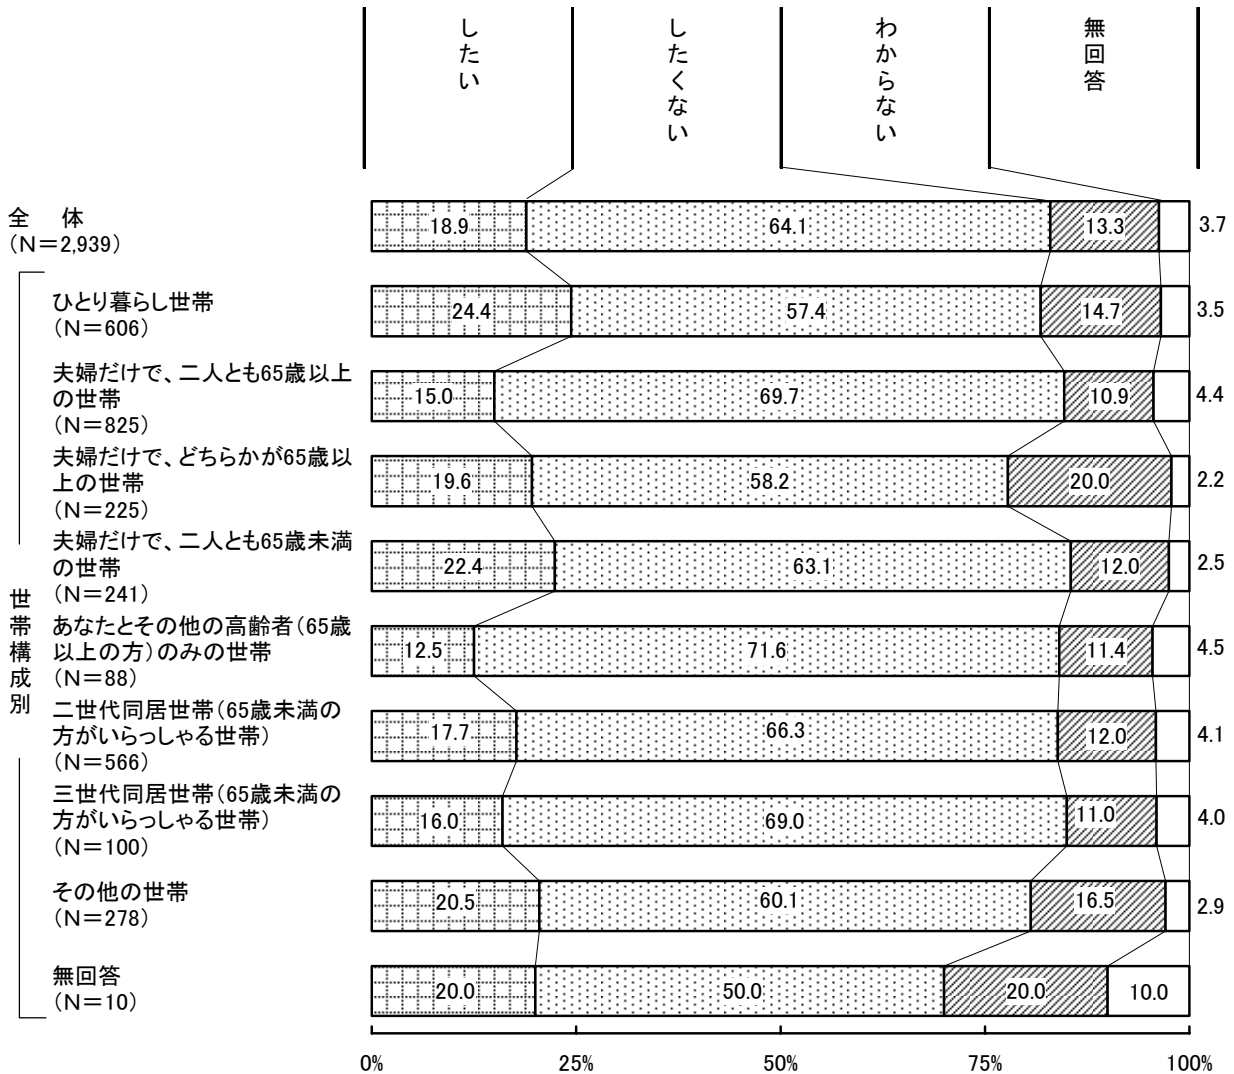 したい
したくない
わからない
無回答
全 体
(N=2,939)
18.9
64.1
13.3
3.7
ひとり暮らし世帯
(N=606)
24.4
57.4
14.7
3.5
夫婦だけで、二人とも65歳以上
の世帯
(N=825)
15.0
69.7
10.9
4.4
夫婦だけで、どちらかが65歳以
上の世帯
(N=225)
19.6
58.2
20.0
2.2
夫婦だけで、二人とも65歳未満
の世帯
(N=241)
22.4
63.1
12.0
2.5
世帯構成別
あなたとその他の高齢者(65歳
以上の方)のみの世帯
(N=88)
12.5
71.6
11.4
4.5
二世代同居世帯(65歳未満の
方がいらっしゃる世帯)
(N=566)
17.7
66.3
12.0
4.1
三世代同居世帯(65歳未満の
方がいらっしゃる世帯)
(N=100)
16.0
69.0
11.0
4.0
その他の世帯
(N=278)
20.5
60.1
16.5
2.9
無回答
(N=10)
20.0
50.0
20.0
10.0
0%
25%
50%
75%
100%